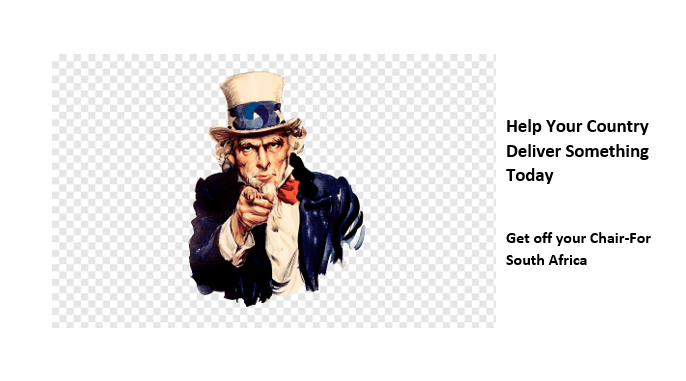 Help Your Country
Deliver Something
Today
Get off your Chair-For
South Africa